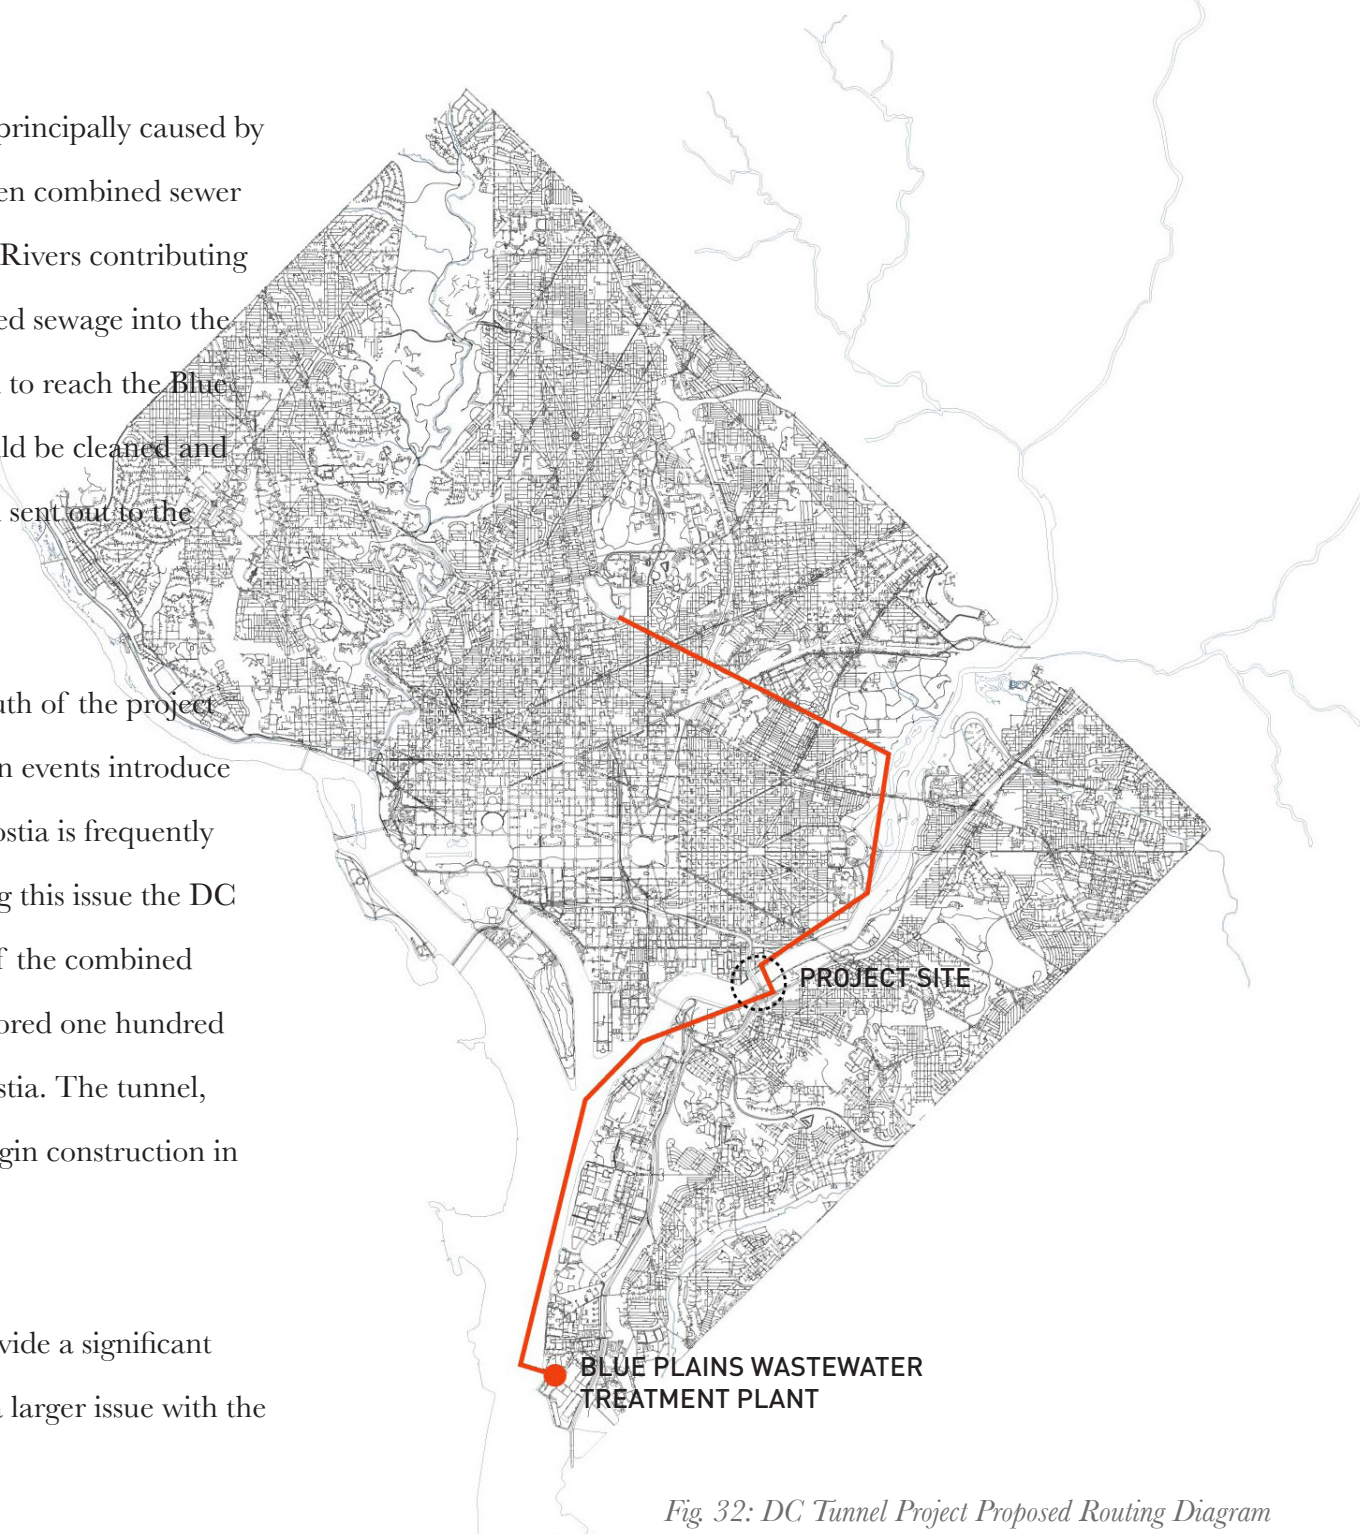 principally caused by
en combined sewer
Rivers contributing
ed sewage into the
to reach the Blue
ld be cleaned and
sent out to the
uth of the project
n events introduce
ostia is frequently
g this issue the DC
f the combined
ored one hundred
stia. The tunnel,
gin construction in
vide a significant
a larger issue with the
PROJECT SITE
BLUE PLAINS WASTEWATER
TREATMENT PLANT
Fig. 32: DC Tunnel Project Proposed Routing Diagram